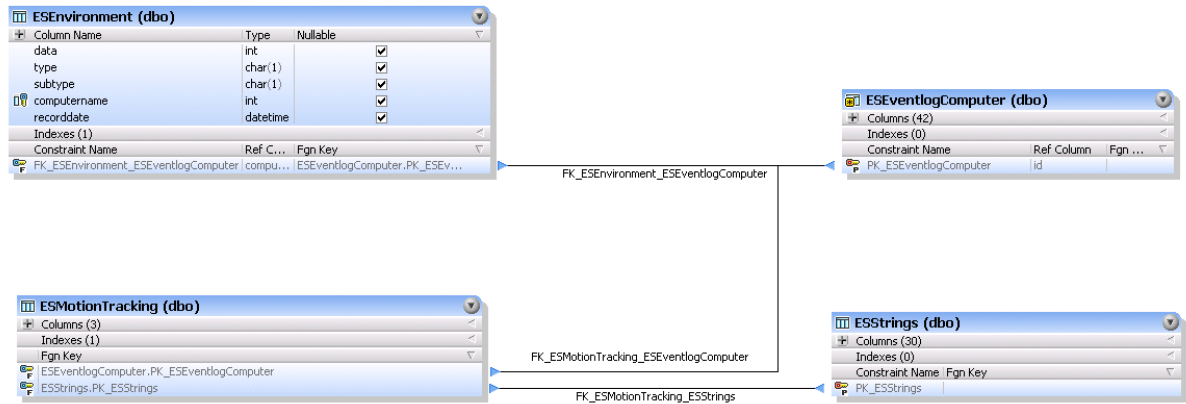 ESEnvironment (dbo)
Column Name Type Nullable
data int
type char(1)
subtype char(1)
computername int
recorddate datetime
Indexes (1)
Constraint Name Ref C... Fgn Key
FK_ESEnvironment_ESEventlogComputer compu... ESEventlogComputer.PK_ESEv...
FK_ESEnvironment_ESEventlogComputer
ESEventlogComputer (dbo)
Columns (42)
Indexes (0)
Constraint Name Ref Column Fgn ...
PK_ESEventlogComputer id
ESMotionTracking (dbo)
Columns (3)
Indexes (1)
Fgn Key
ESEventlogComputer.PK_ESEventlogComputer
ESStrings.PK_ESStrings
FK_ESMotionTracking_ESEventlogComputer
FK_ESMotionTracking_ESStrings
ESStrings (dbo)
Columns (30)
Indexes (0)
Constraint Name Fgn Key
PK_ESStrings